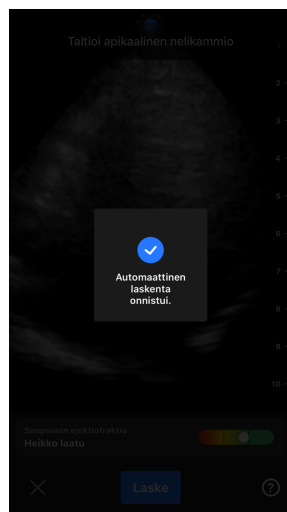 Taltioi apikaalinen nelikammio
2
3
4
5
6
7
8
9
10
Automaattinen
laskenta
onnistui.
Simpsonin ejektiofraktio
Heikko laatu
Laske
?